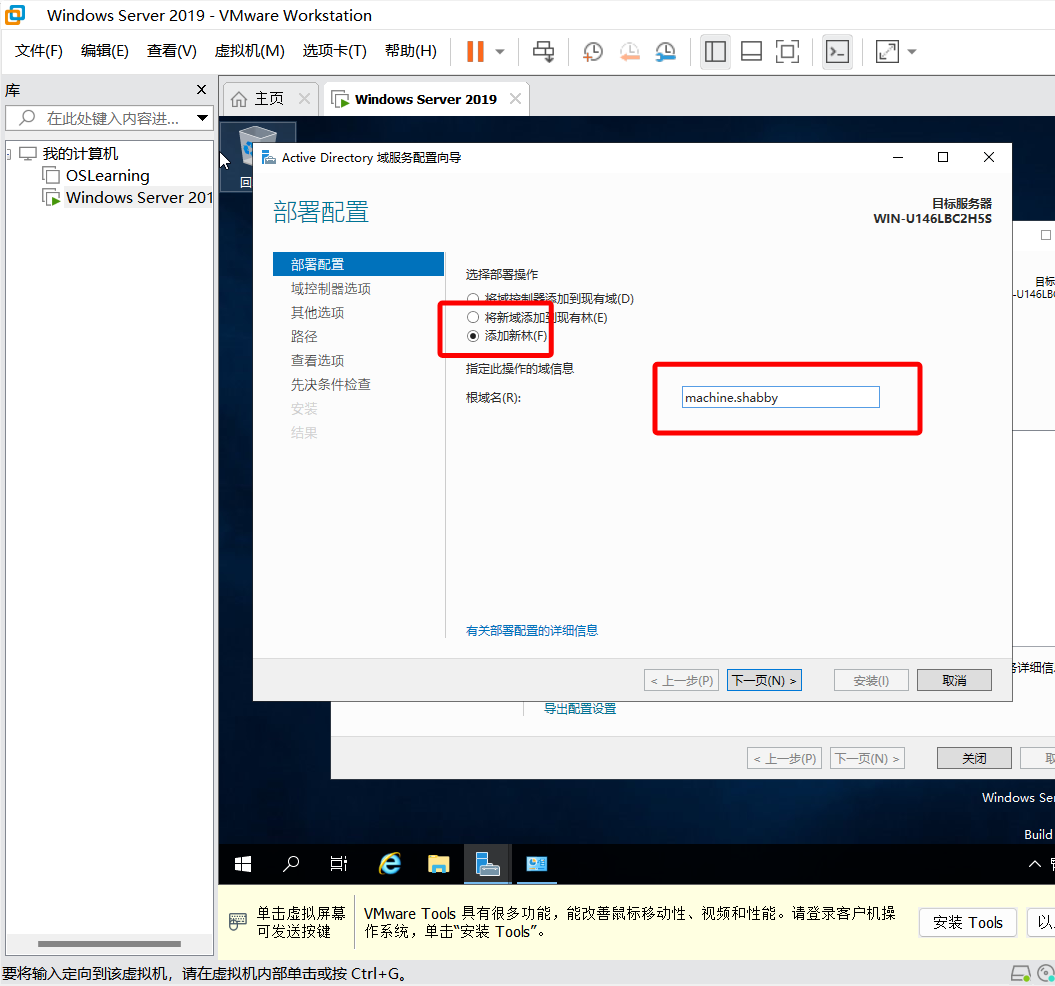 Windows Server 2019 - VMware Workstation
文件(F) 编辑(E) 查看(V) 虚拟机(M) 选项卡(T) 帮助(H)
库
在此处键入内容进...
我的计算机
OSLearning
Windows Server 201
主页
Windows Server 2019
回
Active Directory 域服务配置向导
部署配置
目标服务器
WIN-U146LBC2H5S
部署配置
域控制器选项
其他选项
路径
查看选项
先决条件检查
安装
结果
选择部署操作
将域控制器添加到现有域(D)
将新域添加到现有林(E)
添加新林(F)
指定此操作的域信息
根域名(R):
machine.shabby
有关部署配置的详细信息
< 上一步(P)
下一页(N) >
安装(I)
取消
目标
-U146LB
详细信
导出配置设置
< 上一步(P)
下一页(N) >
关闭
Windows Ser
Build
单击虚拟屏幕
可发送按键
VMware Tools 具有很多功能，能改善鼠标移动性、视频和性能。请登录客户机操
作系统，单击“安装 Tools”。
安装 Tools
以
要将输入定向到该虚拟机，请在虚拟机内部单击或按 Ctrl+G。